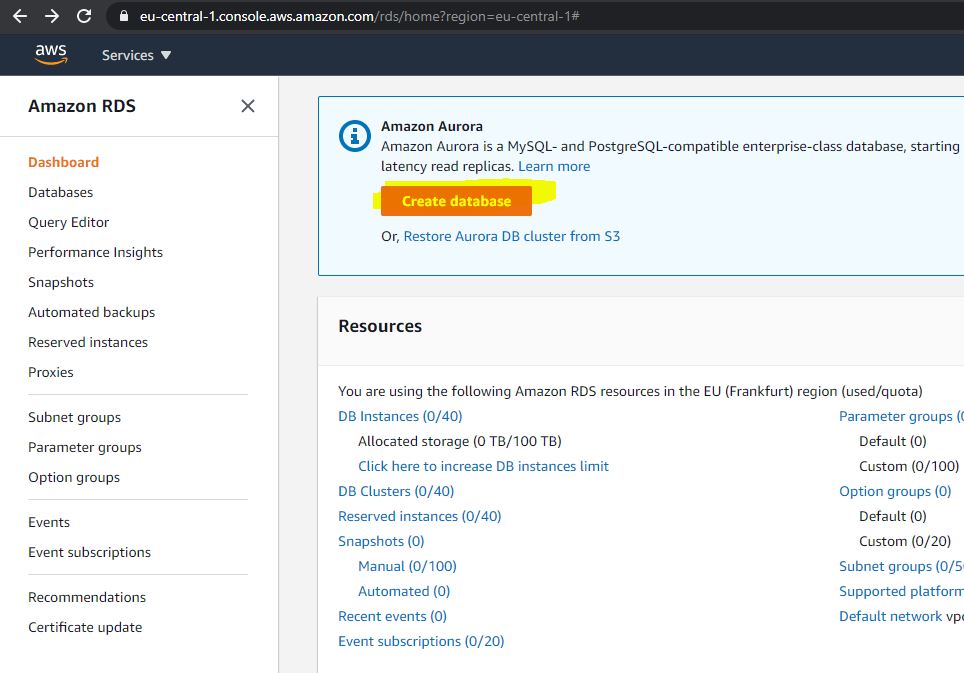 eu-central-1.console.aws.amazon.com/rds/home?region=eu-central-1#
aws
Services
Amazon RDS
Dashboard
Databases
Query Editor
Performance Insights
Snapshots
Automated backups
Reserved instances
Proxies
Subnet groups
Parameter groups
Option groups
Events
Event subscriptions
Recommendations
Certificate update
Amazon Aurora
Amazon Aurora is a MySQL- and PostgreSQL-compatible enterprise-class database, starting
latency read replicas. Learn more
Create database
Or, Restore Aurora DB cluster from S3
Resources
You are using the following Amazon RDS resources in the EU (Frankfurt) region (used/quota)
DB Instances (0/40)
Allocated storage (0 TB/100 TB)
Click here to increase DB instances limit
DB Clusters (0/40)
Reserved instances (0/40)
Snapshots (0)
Manual (0/100)
Automated (0)
Recent events (0)
Event subscriptions (0/20)
Parameter groups (0
Default (0)
Custom (0/100)
Option groups (0)
Default (0)
Custom (0/20)
Subnet groups (0/5
Supported platform
Default network vp